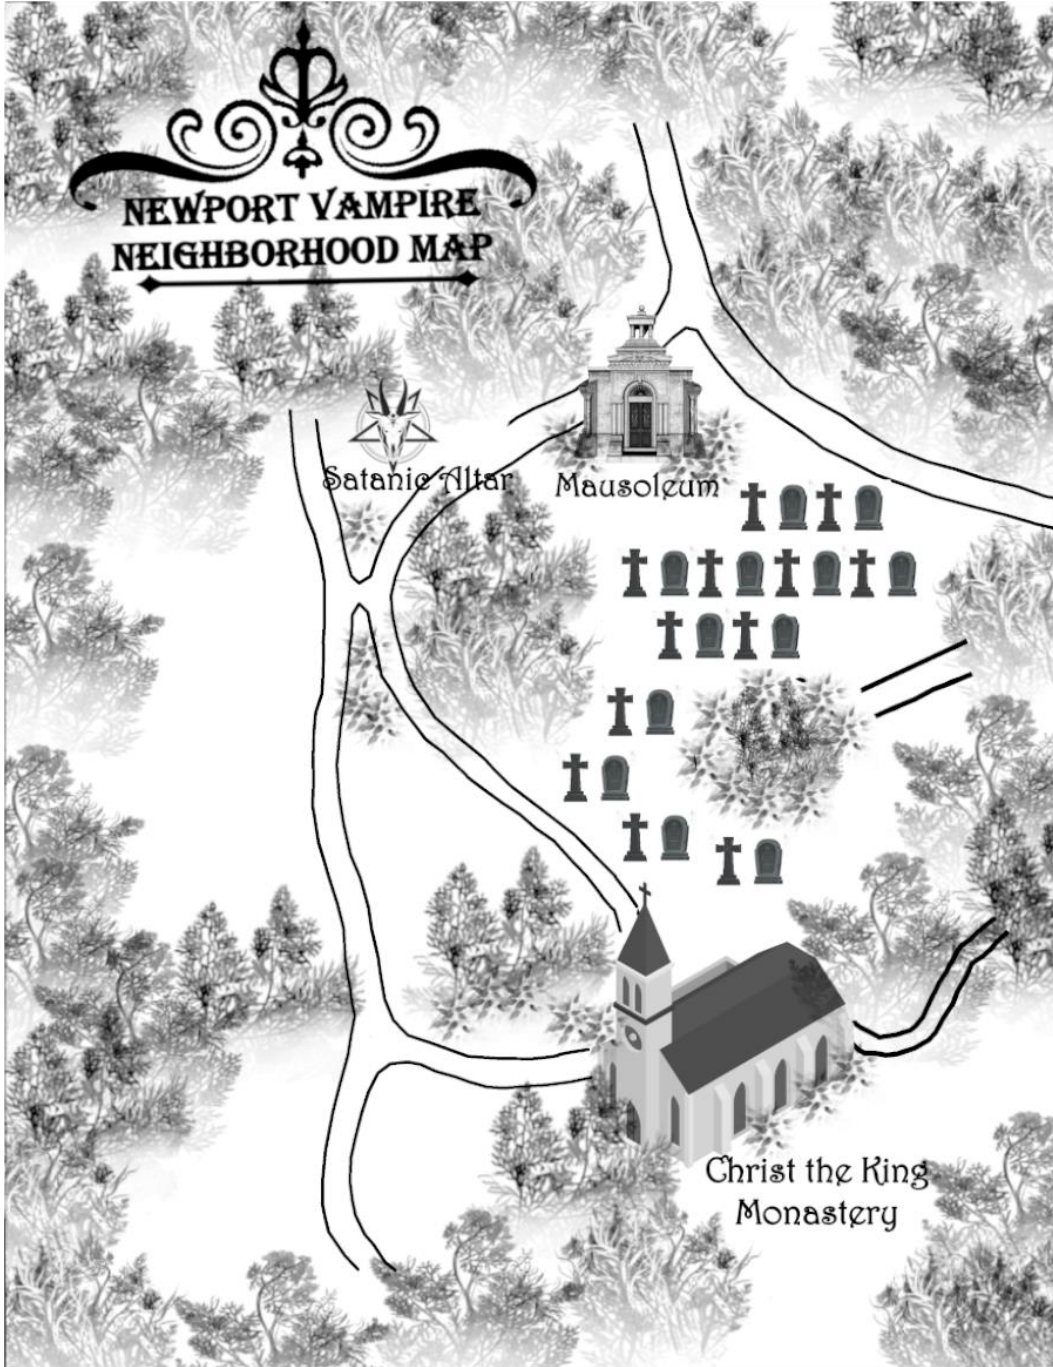 NEWPORT VAMPIRE
NEIGHBORHOOD MAP
Satanic Altar
Mausoleum
Christ the King
Monastery